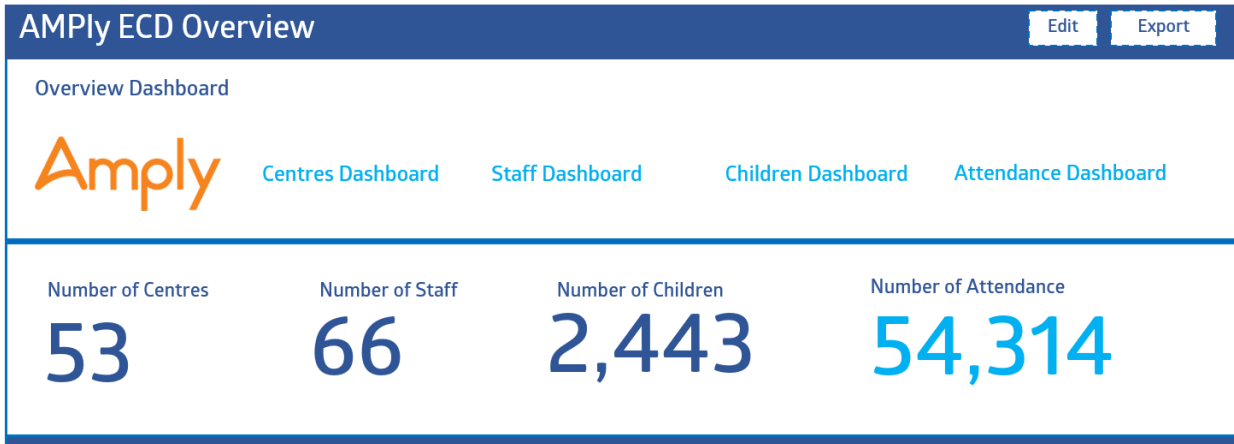 AMPly ECD Overview
Edit
Export
Overview Dashboard
Amply
Centres Dashboard
Staff Dashboard
Children Dashboard
Attendance Dashboard
Number of Centres
53
Number of Staff
66
Number of Children
2,443
Number of Attendance
54,314